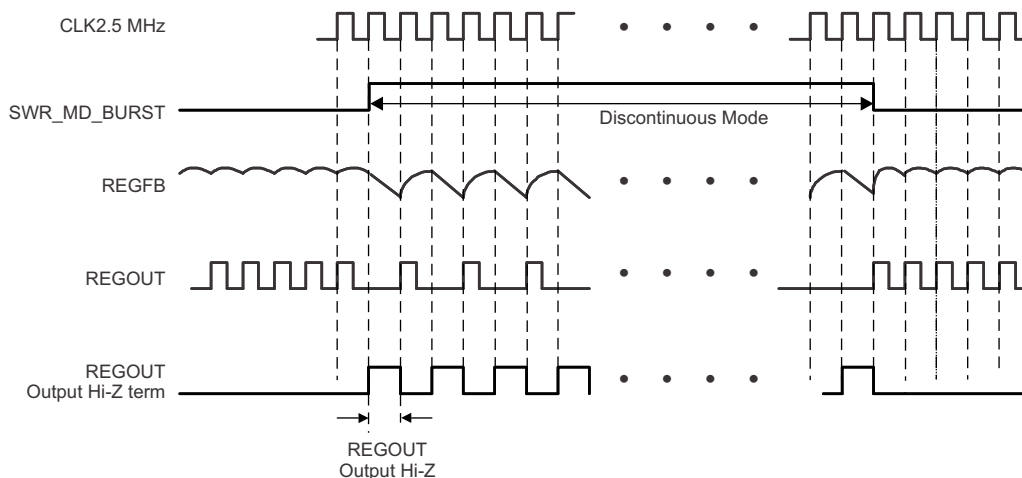 CLK2.5 MHz
SWR_MD_BURST
Discontinuous Mode
REGFB
REGOUT
REGOUT
Output Hi-Z term
REGOUT
Output Hi-Z